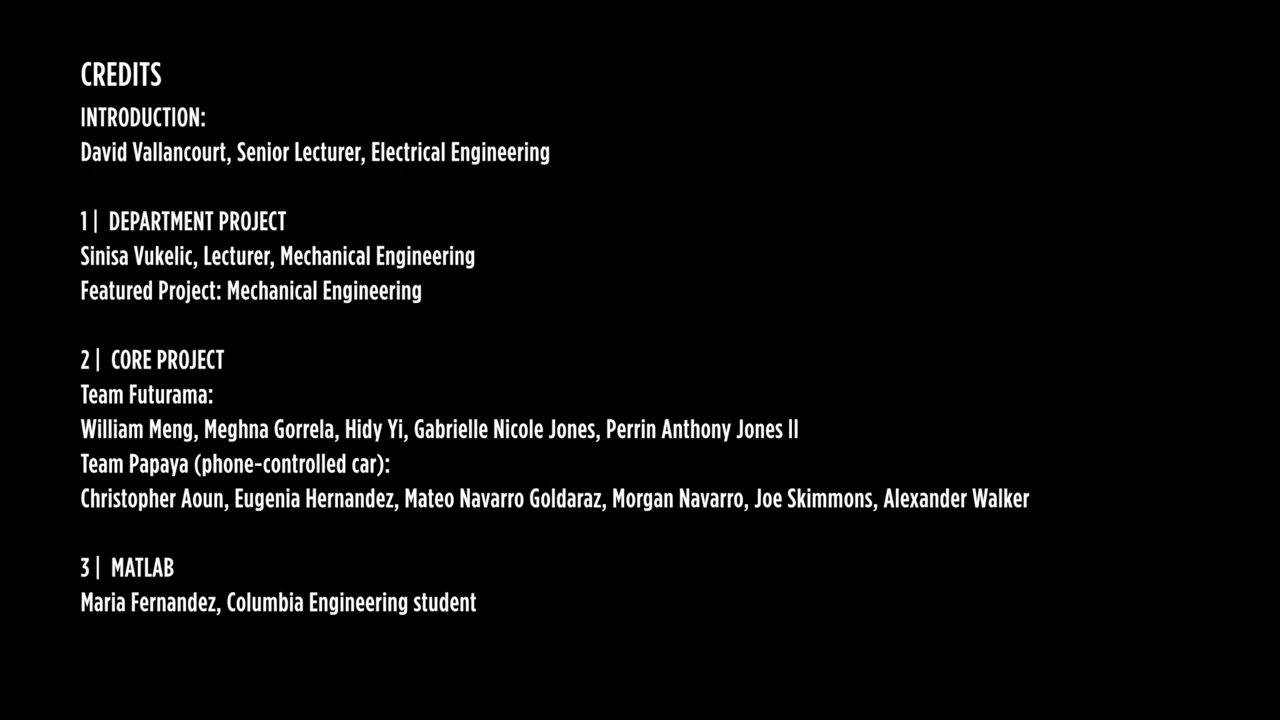 CREDITS
INTRODUCTION:
David Vallancourt, Senior Lecturer, Electrical Engineering
1 | DEPARTMENT PROJECT
Sinisa Vukelic, Lecturer, Mechanical Engineering
Featured Project: Mechanical Engineering
2 | CORE PROJECT
Team Futurama:
William Meng, Meghna Gorrela, Hidy Yi, Gabrielle Nicole Jones, Perrin Anthony Jones II
Team Papaya (phone-controlled car):
Christopher Aoun, Eugenia Hernandez, Mateo Navarro Goldaraz, Morgan Navarro, Joe Skimmons, Alexander Walker
3 | MATLAB
Maria Fernandez, Columbia Engineering student